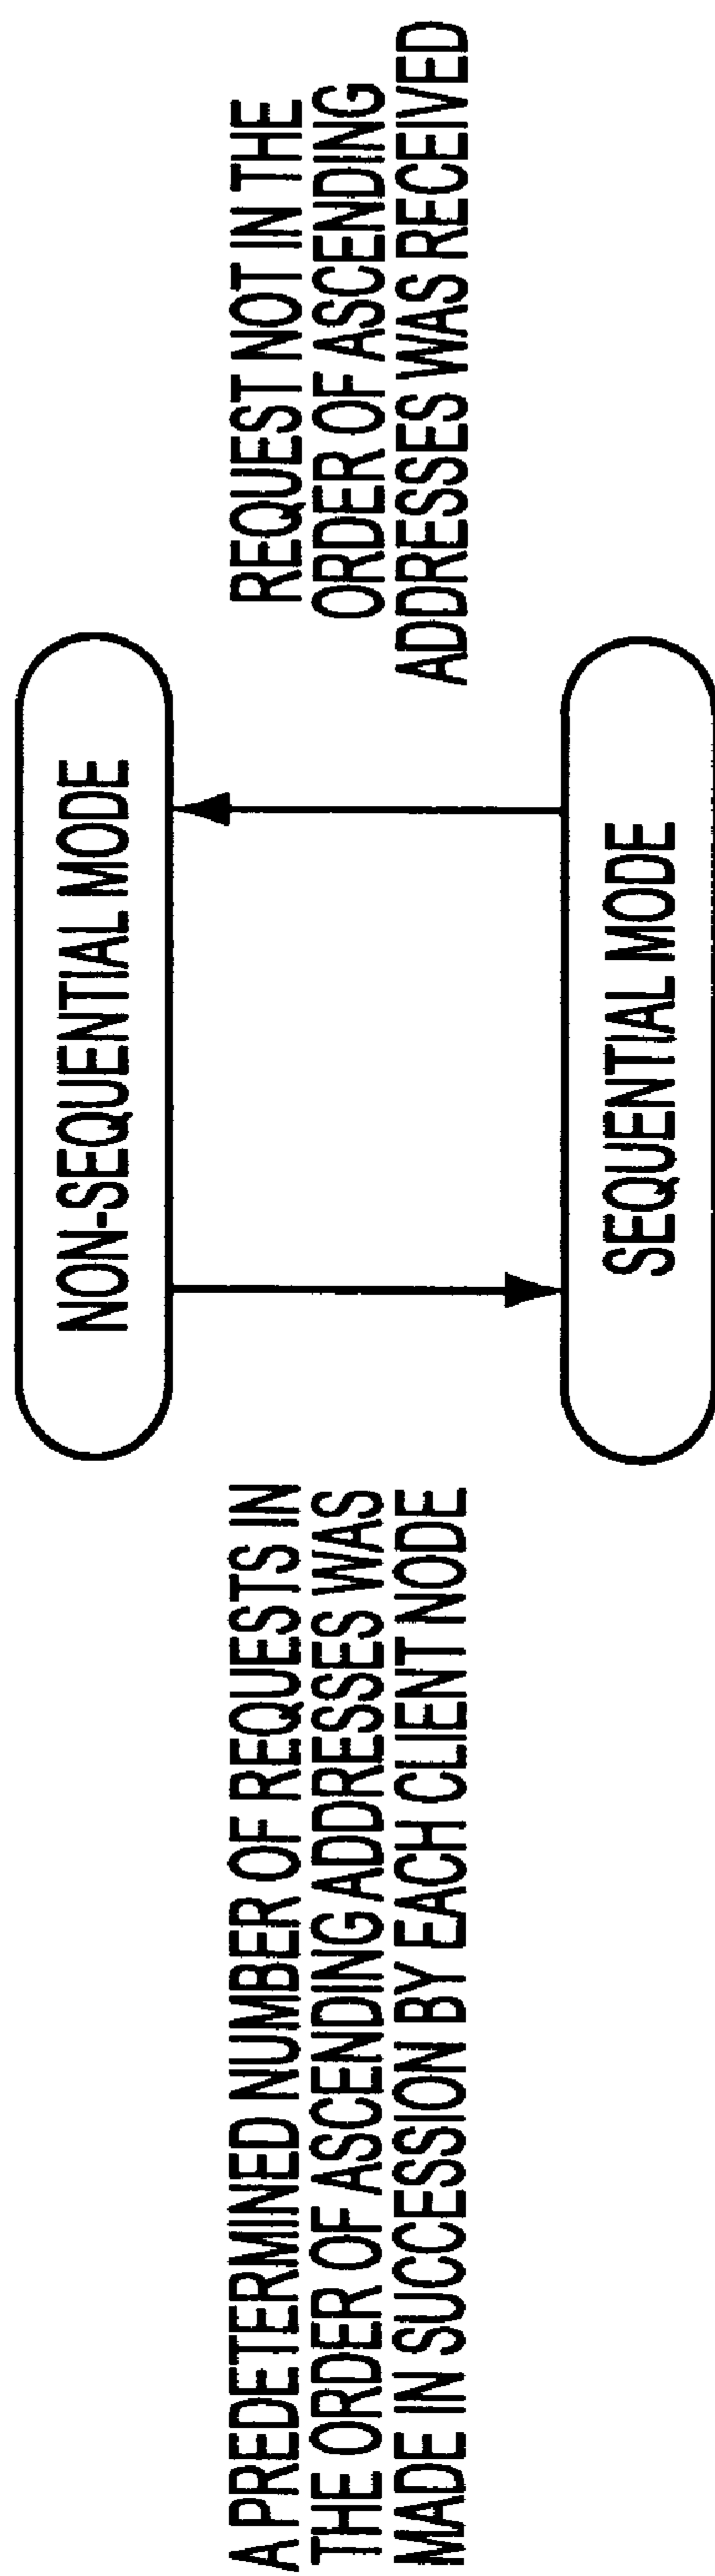 NON-SEQUENTIAL MODE
A PREDETERMINED NUMBER OF REQUESTS IN
THE ORDER OF ASCENDING ADDRESSES WAS
MADE IN SUCCESSION BY EACH CLIENT NODE
REQUEST NOT IN THE
ORDER OF ASCENDING
ADDRESSES WAS RECEIVED
SEQUENTIAL MODE